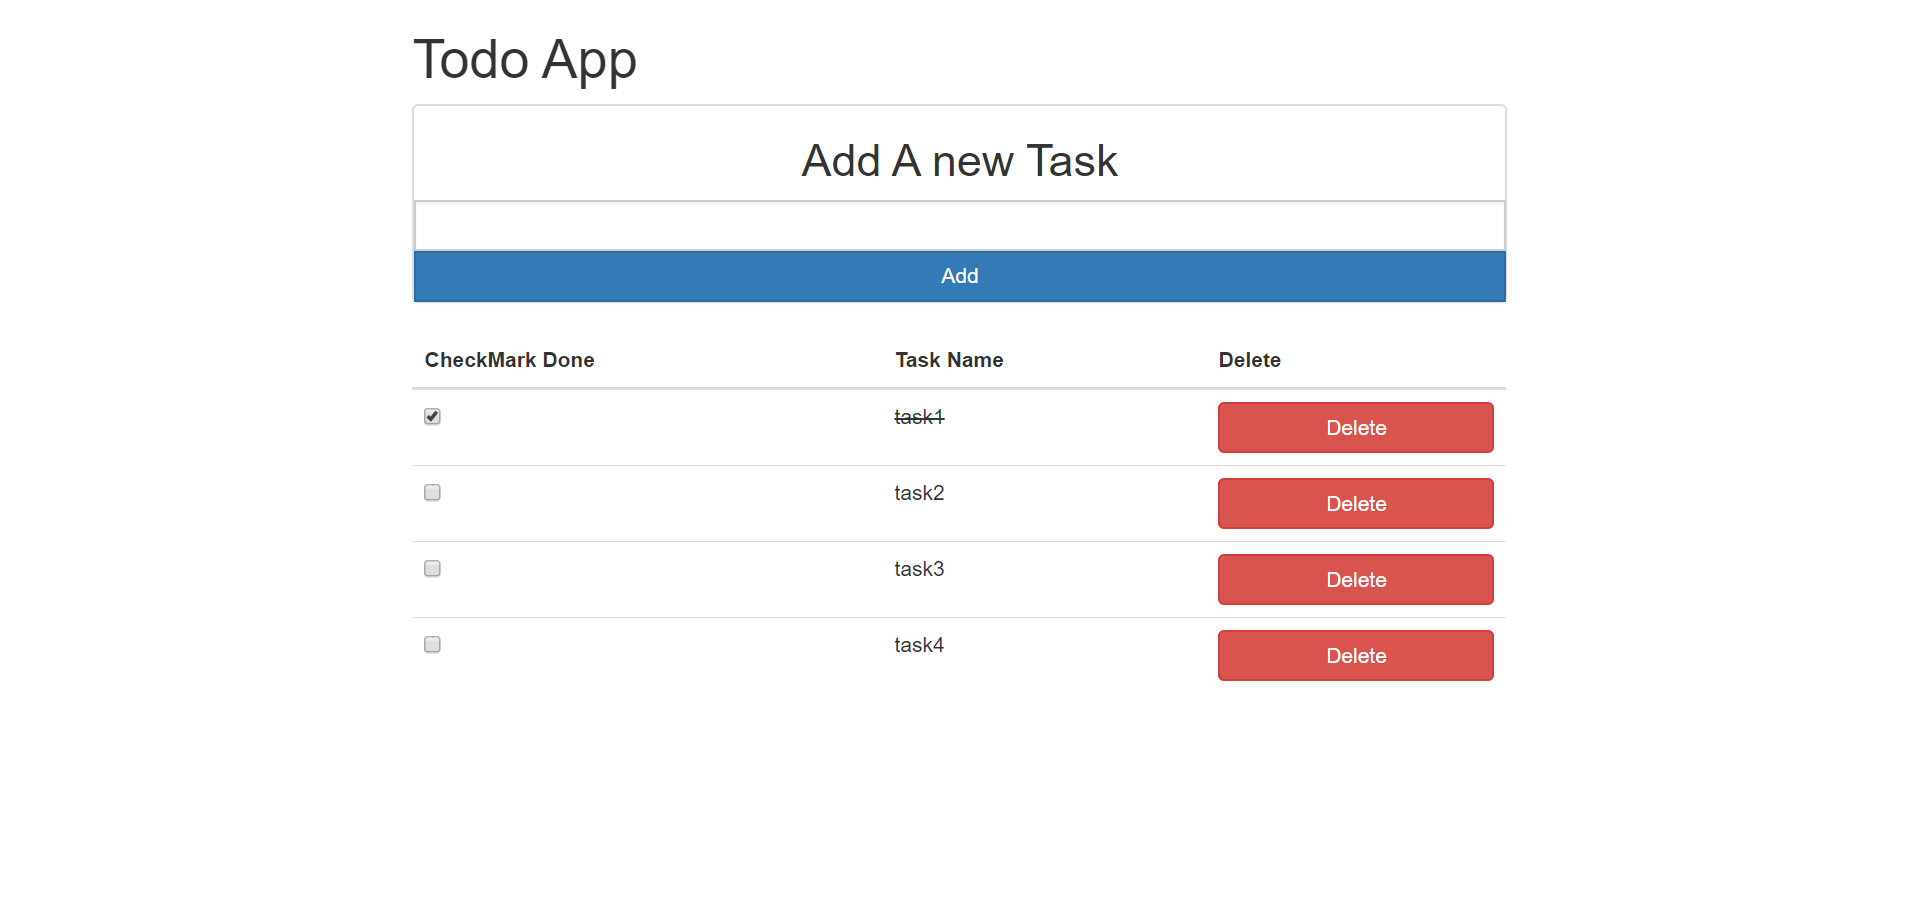 Todo App
Add A new Task
Add
CheckMark Done Task Name Delete
task1 Delete
task2 Delete
task3 Delete
task4 Delete